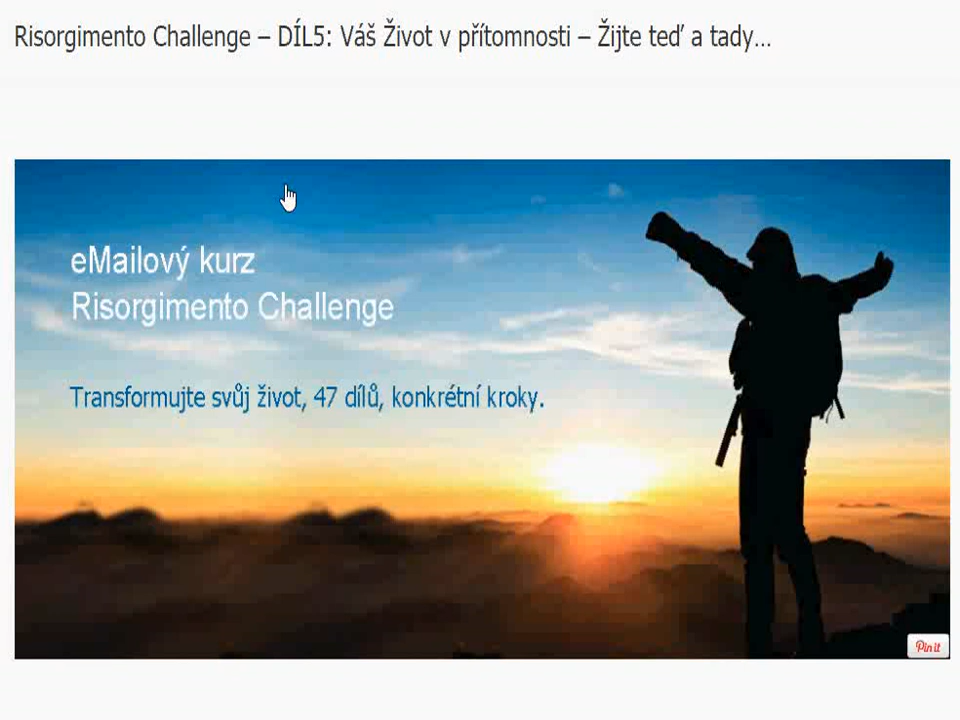 Risorgimento Challenge – DÍL5: Váš Život v přítomnosti – Žijte teď a tady…
eMailový kurz
Risorgimento Challenge
Transformujte svůj život, 47 dílů, konkrétní kroky.
Pin it